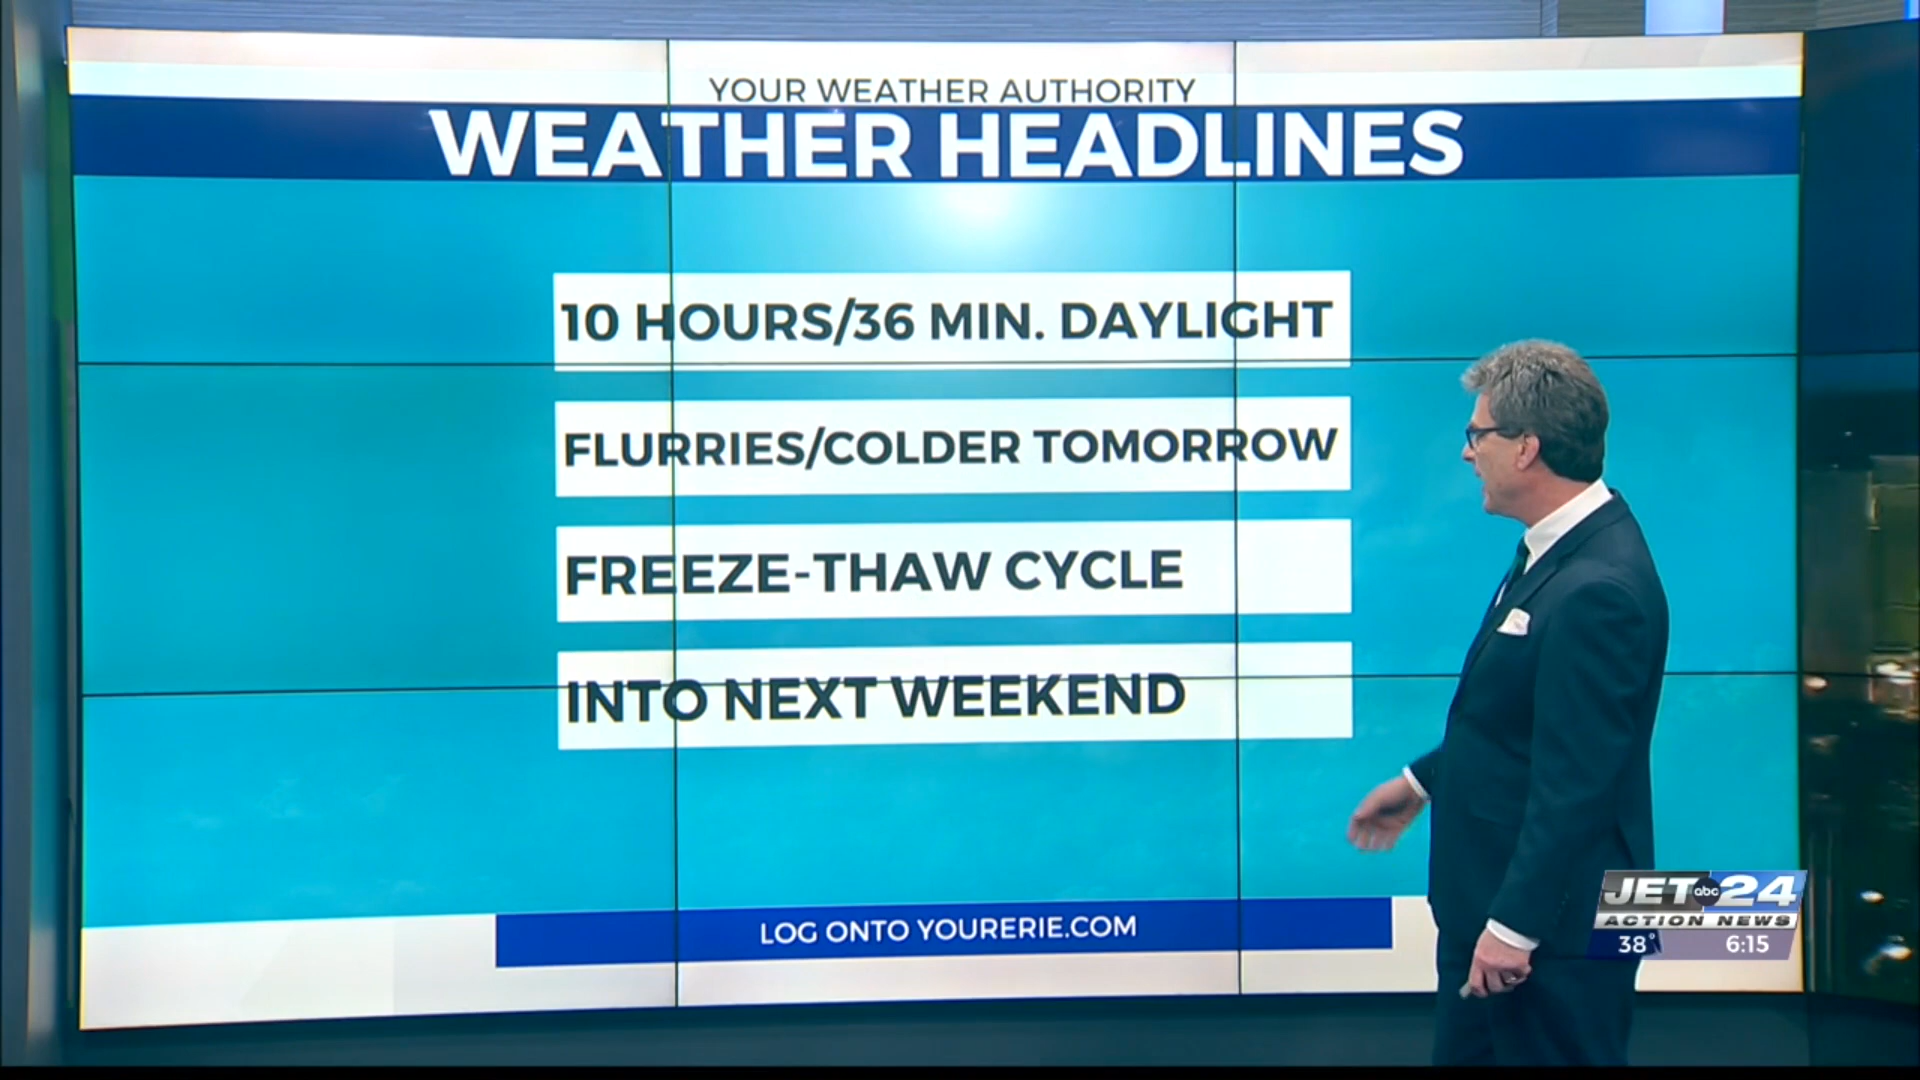 YOUR WEATHER AUTHORITY
WEATHER HEADLINES
10 HOURS/36 MIN. DAYLIGHT
FLURRIES/COLDER TOMORROW
FREEZE-THAW CYCLE
INTO NEXT WEEKEND
LOG ONTO YOURERIE.COM
JET abc 24
ACTION NEWS
38° 6:15